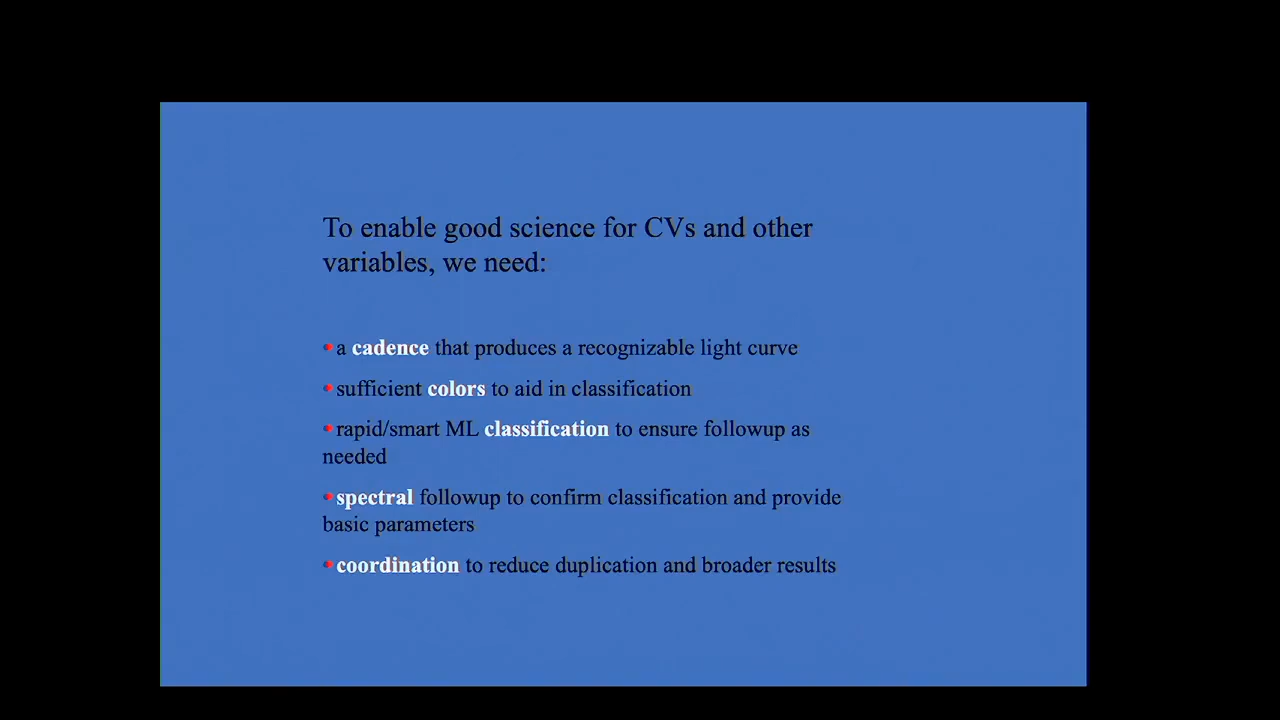 To enable good science for CVs and other
variables, we need:
•a cadence that produces a recognizable light curve
•sufficient colors to aid in classification
•rapid/smart ML classification to ensure followup as
needed
•spectral followup to confirm classification and provide
basic parameters
•coordination to reduce duplication and broader results